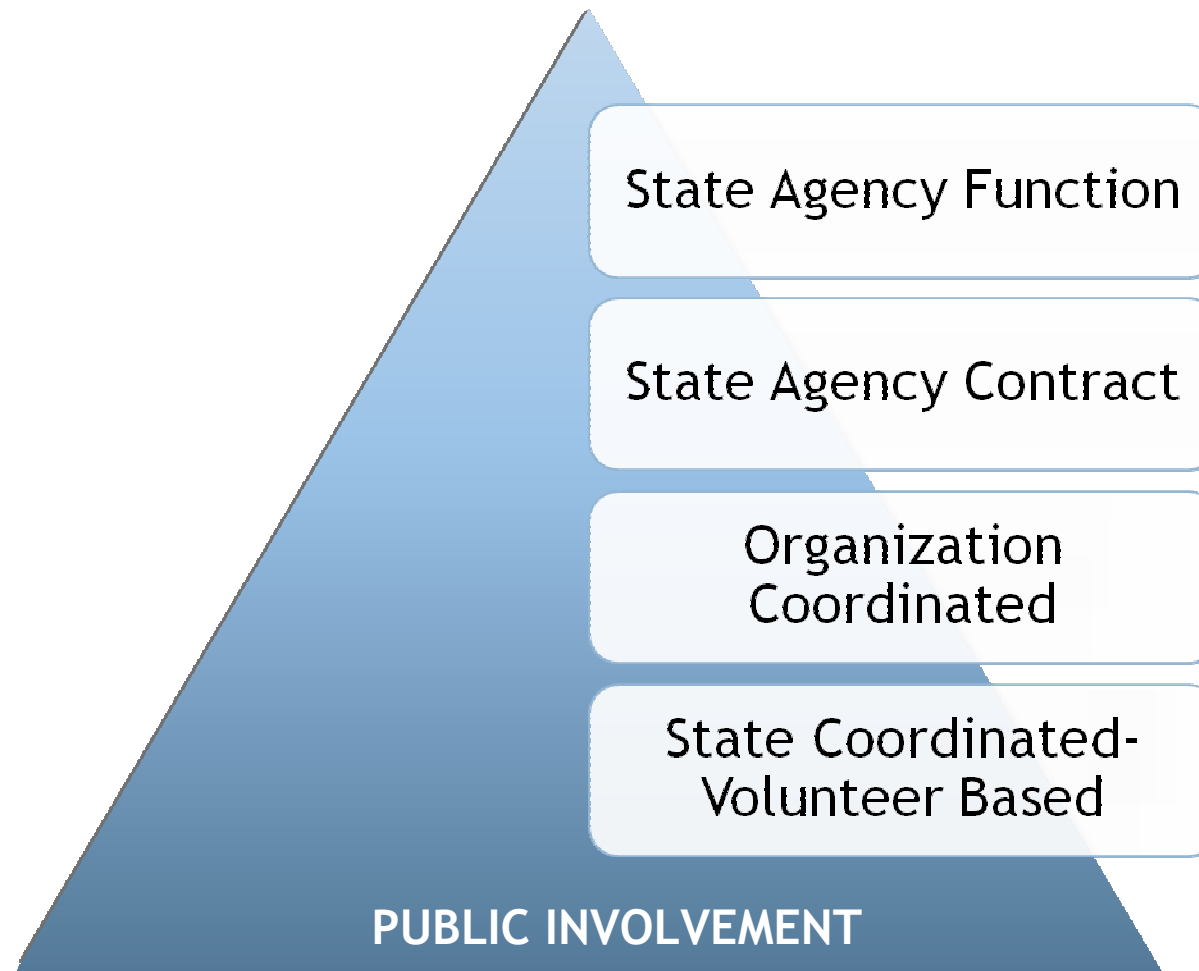 State Agency Function
State Agency Contract
Organization
Coordinated
State Coordinated-
Volunteer Based
PUBLIC INVOLVEMENT